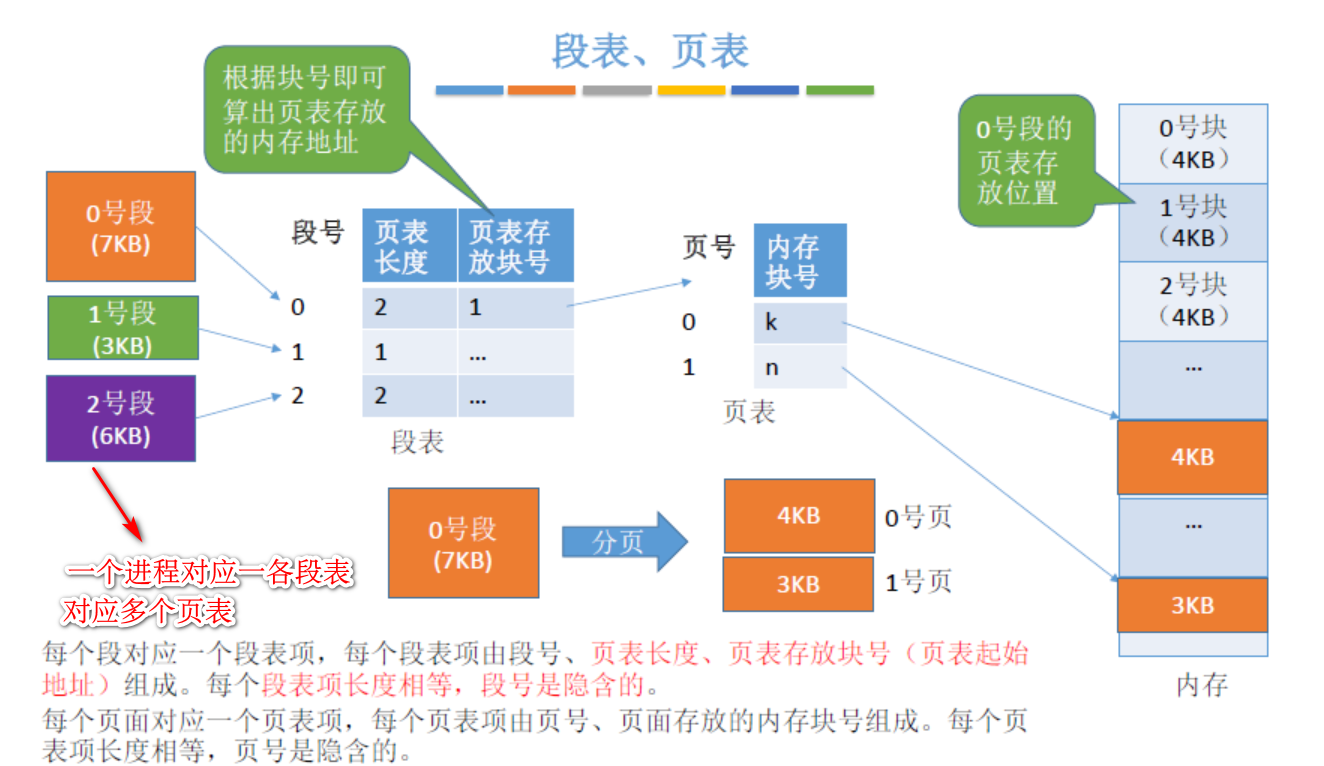 段表、页表
根据块号即可
算出页表存放
的内存地址
0号段
(7KB)
1号段
(3KB)
2号段
(6KB)
段号
页表
长度
页表存
放块号
0
2
1
1
1
...
2
2
...
段表
页号
内存
块号
0
k
1
n
页表
0号段的
页表存
放位置
0号块
（4KB）
1号块
（4KB）
2号块
（4KB）
...
4KB
...
3KB
内存
0号段
(7KB)
分页
4KB
0号页
3KB
1号页
一个进程对应一各段表
对应多个页表
每个段对应一个段表项，每个段表项由段号、页表长度、页表存放块号（页表起始
地址）组成。每个段表项长度相等，段号是隐含的。
每个页面对应一个页表项，每个页表项由页号、页面存放的内存块号组成。每个页
表项长度相等，页号是隐含的。